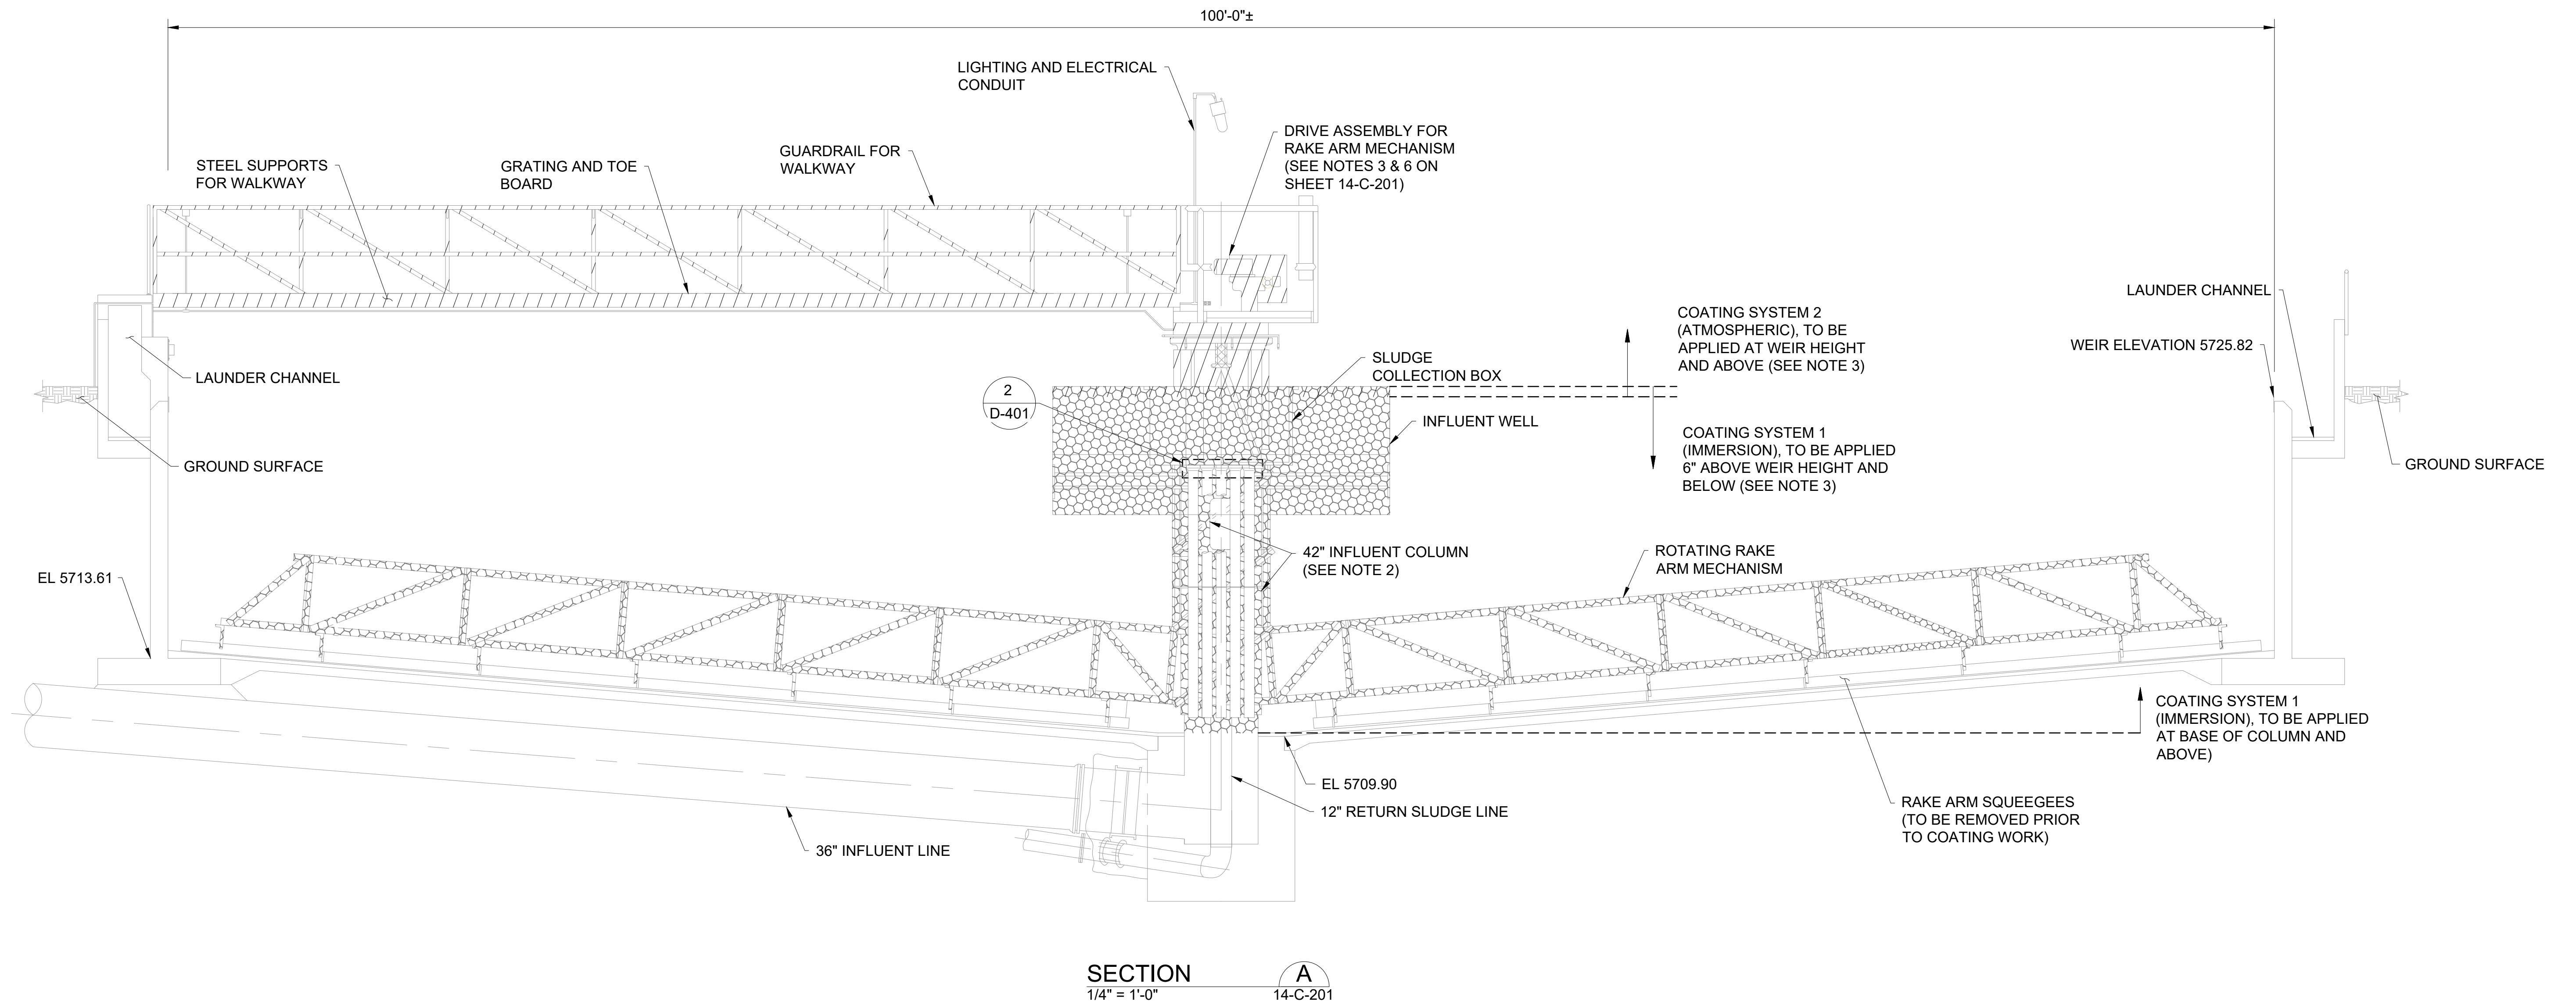 100'-0"±
LIGHTING AND ELECTRICAL
CONDUIT
DRIVE ASSEMBLY FOR
RAKE ARM MECHANISM
(SEE NOTES 3 & 6 ON
SHEET 14-C-201)
GUARDRAIL FOR
WALKWAY
STEEL SUPPORTS
FOR WALKWAY
GRATING AND TOE
BOARD
LAUNDER CHANNEL
COATING SYSTEM 2
(ATMOSPHERIC), TO BE
APPLIED AT WEIR HEIGHT
AND ABOVE (SEE NOTE 3)
WEIR ELEVATION 5725.82
SLUDGE
COLLECTION BOX
LAUNDER CHANNEL
2
D-401
INFLUENT WELL
COATING SYSTEM 1
(IMMERSION), TO BE APPLIED
6" ABOVE WEIR HEIGHT AND
BELOW (SEE NOTE 3)
GROUND SURFACE
GROUND SURFACE
42" INFLUENT COLUMN
(SEE NOTE 2)
ROTATING RAKE
ARM MECHANISM
EL 5713.61
COATING SYSTEM 1
(IMMERSION), TO BE APPLIED
AT BASE OF COLUMN AND
ABOVE)
EL 5709.90
12" RETURN SLUDGE LINE
RAKE ARM SQUEEGEES
(TO BE REMOVED PRIOR
TO COATING WORK)
36" INFLUENT LINE
SECTION A
1/4" = 1'-0" 14-C-201